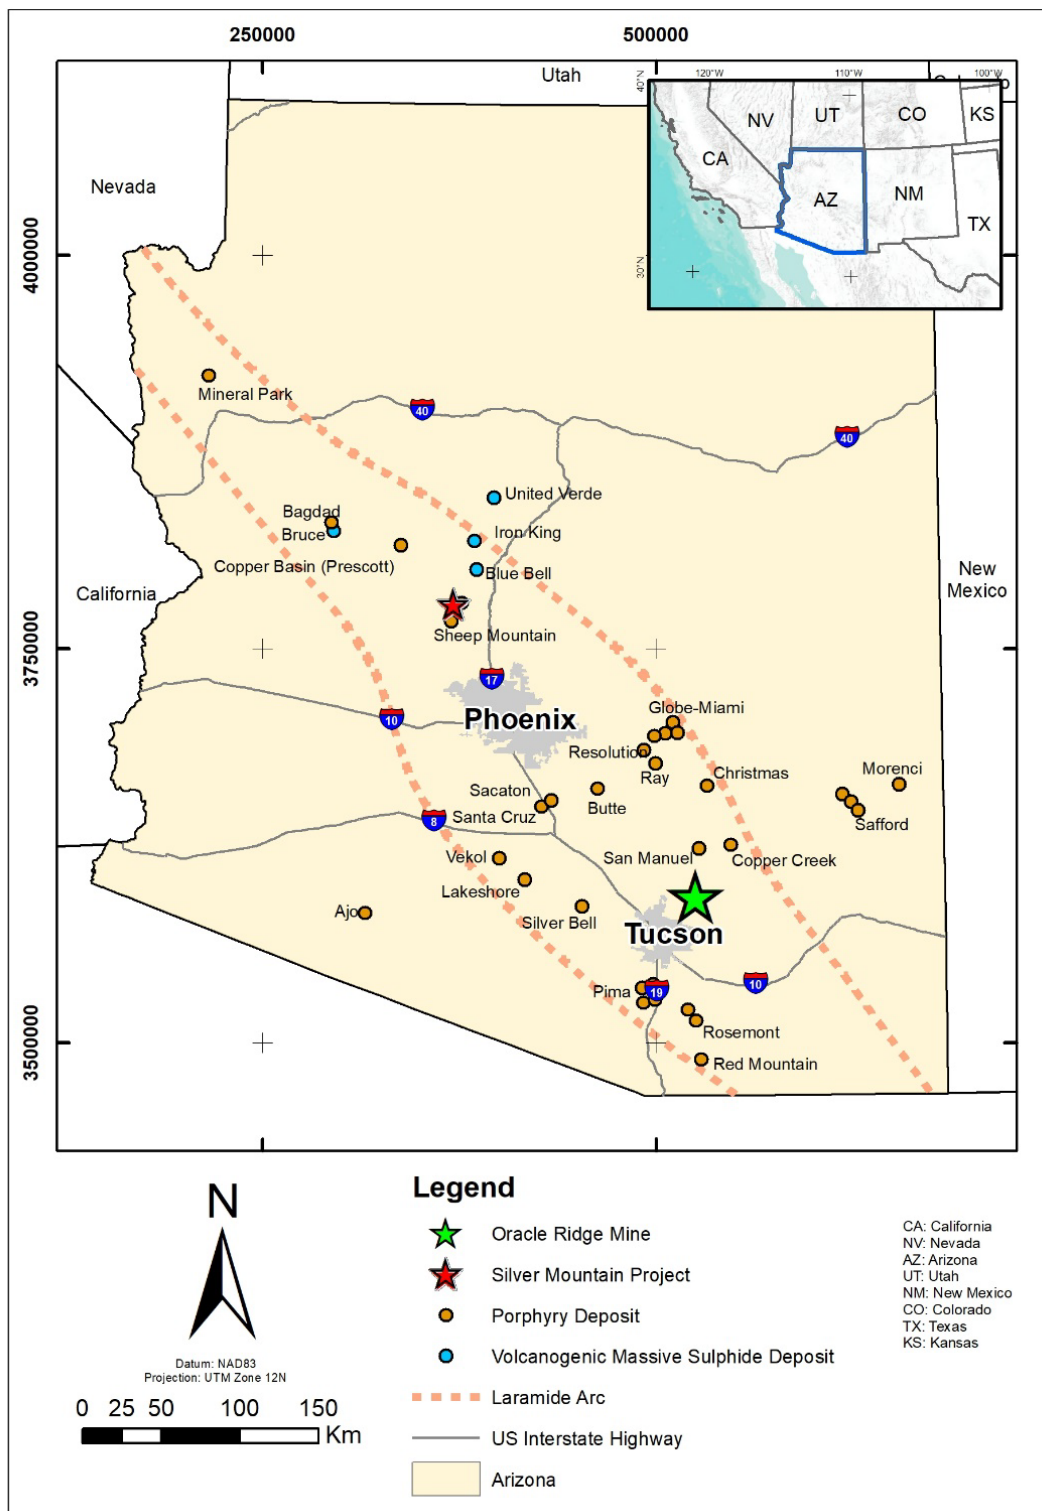 250000
500000
Utah
Nevada
4000000
3750000
3500000
120°W
110°W
100°W
40°N
30°N
NV
UT
CO
KS
CA
AZ
NM
TX
Mineral Park
40
40
United Verde
Bagdad
Bruce
Iron King
Copper Basin (Prescott)
Blue Bell
California
New
Mexico
Sheep Mountain
17
10
Phoenix
Globe-Miami
Resolution
Ray
Christmas
Morenci
Sacaton
Butte
Santa Cruz
Safford
8
Vekol
San Manuel
Copper Creek
Lakeshore
Ajo
Silver Bell
Tucson
Pima
19
10
Rosemont
Red Mountain
N
Datum: NAD83
Projection: UTM Zone 12N
0 25 50 100 150
Km
Legend
Oracle Ridge Mine
Silver Mountain Project
Porphyry Deposit
Volcanogenic Massive Sulphide Deposit
Laramide Arc
US Interstate Highway
Arizona
CA: California
NV: Nevada
AZ: Arizona
UT: Utah
NM: New Mexico
CO: Colorado
TX: Texas
KS: Kansas